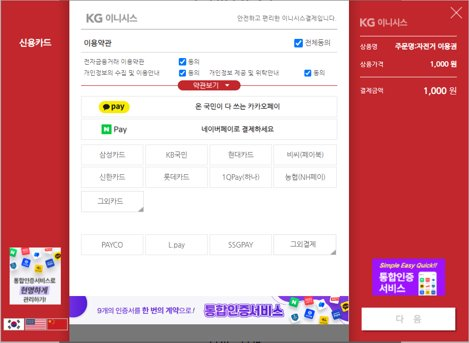 신용카드
통합인증서비스로
한번에하게
관리하기!
KG 이니시스
안전하고 편리한 이니시스결제입니다.
이용약관
전체동의
전자금융거래 이용약관
동의
개인정보의 수집 및 이용안내
동의
개인정보 제공 및 위탁안내
동의
약관보기
pay
온 국민이 다 쓰는 카카오페이
N Pay
네이버페이로 결제하세요
삼성카드
KB국민
현대카드
비씨(페이북)
신한카드
롯데카드
1QPay(하나)
농협(NH페이)
그외카드
PAYCO
L.pay
SSGPAY
그외결제
9개의 인증서를 한 번의 계약으로!
통합인증서비스
KG 이니시스
상품명
주문명:자전거 이용권
상품가격
1,000 원
결제금액
1,000 원
Simple Easy Quick!!
통합인증
서비스
다 음